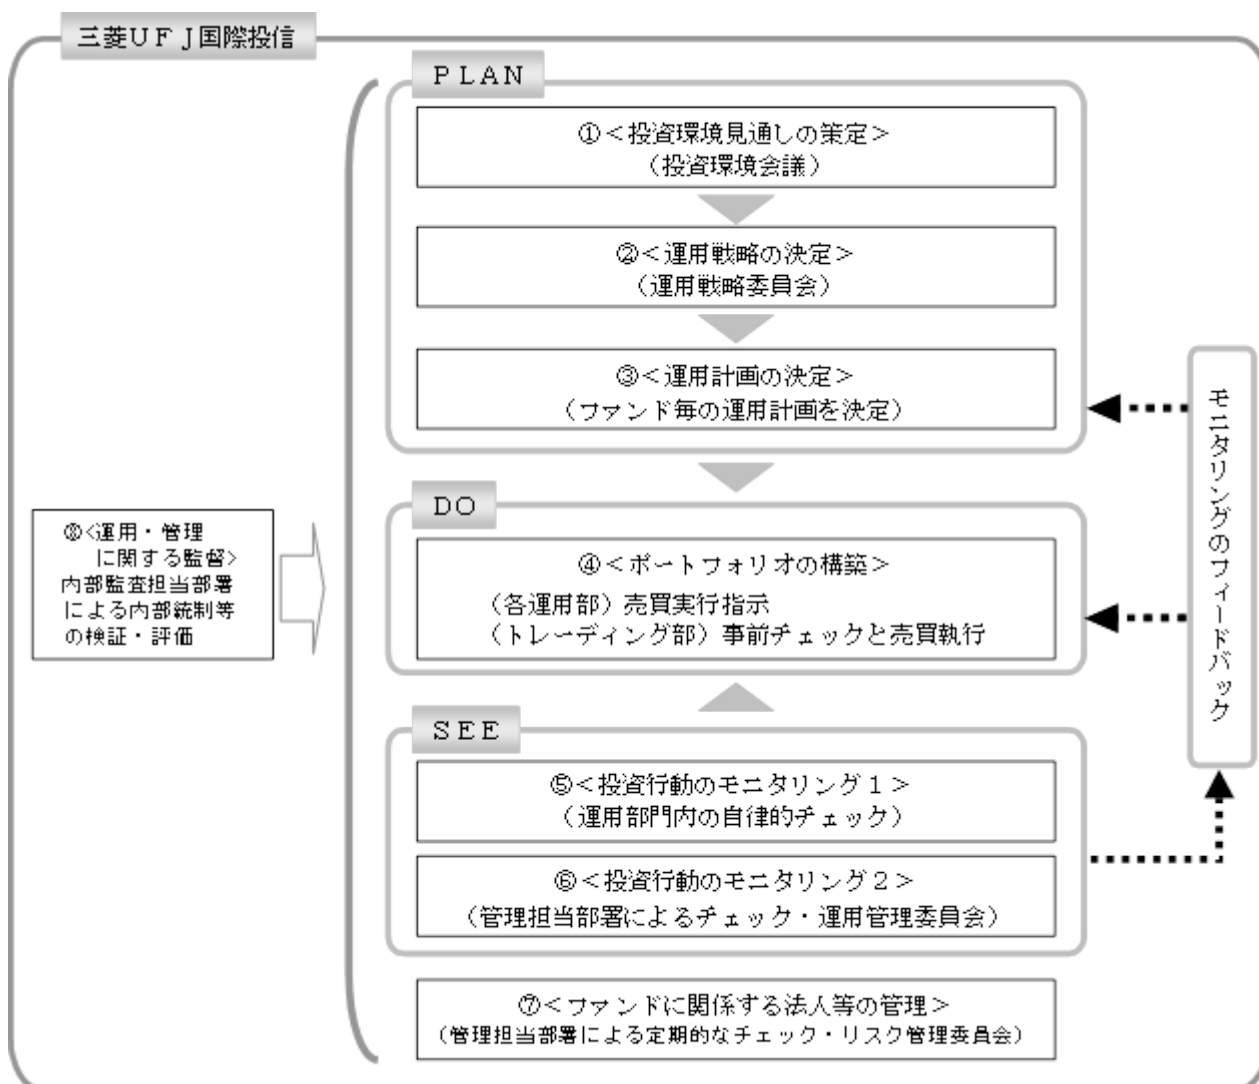 三菱UFJ国際投信
PLAN
①<投資環境見通しの策定>
(投資環境会議)
②<運用戦略の決定>
(運用戦略委員会)
③<運用計画の決定>
(ファンド毎の運用計画を決定)
DO
④<ポートフォリオの構築>
(各運用部)売買実行指示
(トレーディング部)事前チェックと売買執行
SEE
⑤<投資行動のモニタリング1>
(運用部門内の自律的チェック)
⑥<投資行動のモニタリング2>
(管理担当部署によるチェック・運用管理委員会)
⑦<ファンドに関係する法人等の管理>
(管理担当部署による定期的なチェック・リスク管理委員会)
⑧<運用・管理
に関する監督>
内部監査担当部署
による内部統制等
の検証・評価
モニタリングのフィードバック